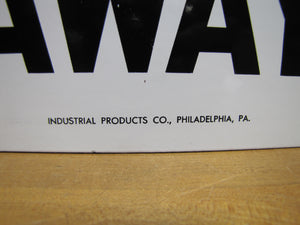 AWAY
INDUSTRIAL PRODUCTS CO., PHILADELPHIA, PA.